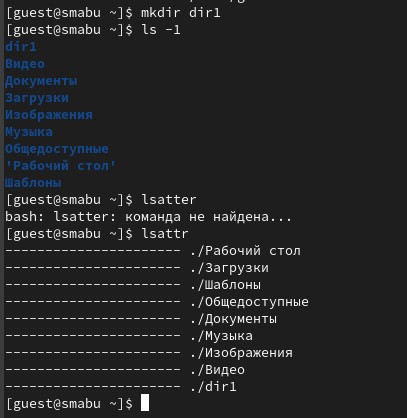 [guest@smabu ~]$ mkdir dir1
[guest@smabu ~]$ ls -1
dir1
Видео
Документы
Загрузки
Изображения
Музыка
Общедоступные
'Рабочий стол'
Шаблоны
[guest@smabu ~]$ lsatter
bash: lsatter: команда не найдена...
[guest@smabu ~]$ lsattr
---------------------- ./Рабочий стол
---------------------- ./Загрузки
---------------------- ./Шаблоны
---------------------- ./Общедоступные
---------------------- ./Документы
---------------------- ./Музыка
---------------------- ./Изображения
---------------------- ./Видео
---------------------- ./dir1
[guest@smabu ~]$